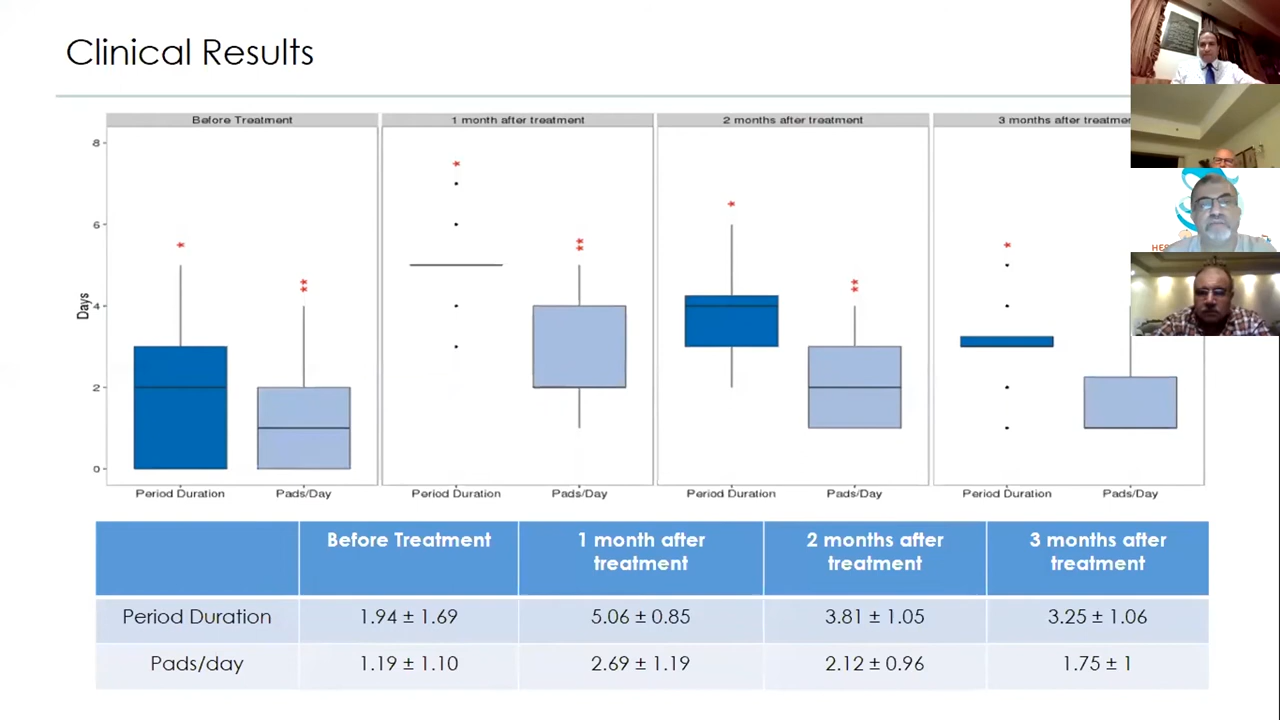 Clinical Results
Before Treatment
1 month after treatment
2 months after treatment
3 months after
Days
8
6
4
2
0
* ** * ** * ** *
Period Duration Pads/Day Period Duration Pads/Day Period Duration Pads/Day Period Duration Pads/Day
Before Treatment 1 month after treatment 2 months after treatment 3 months after treatment
Period Duration 1.94 ± 1.69 5.06 ± 0.85 3.81 ± 1.05 3.25 ± 1.06
Pads/day 1.19 ± 1.10 2.69 ± 1.19 2.12 ± 0.96 1.75 ± 1
HES